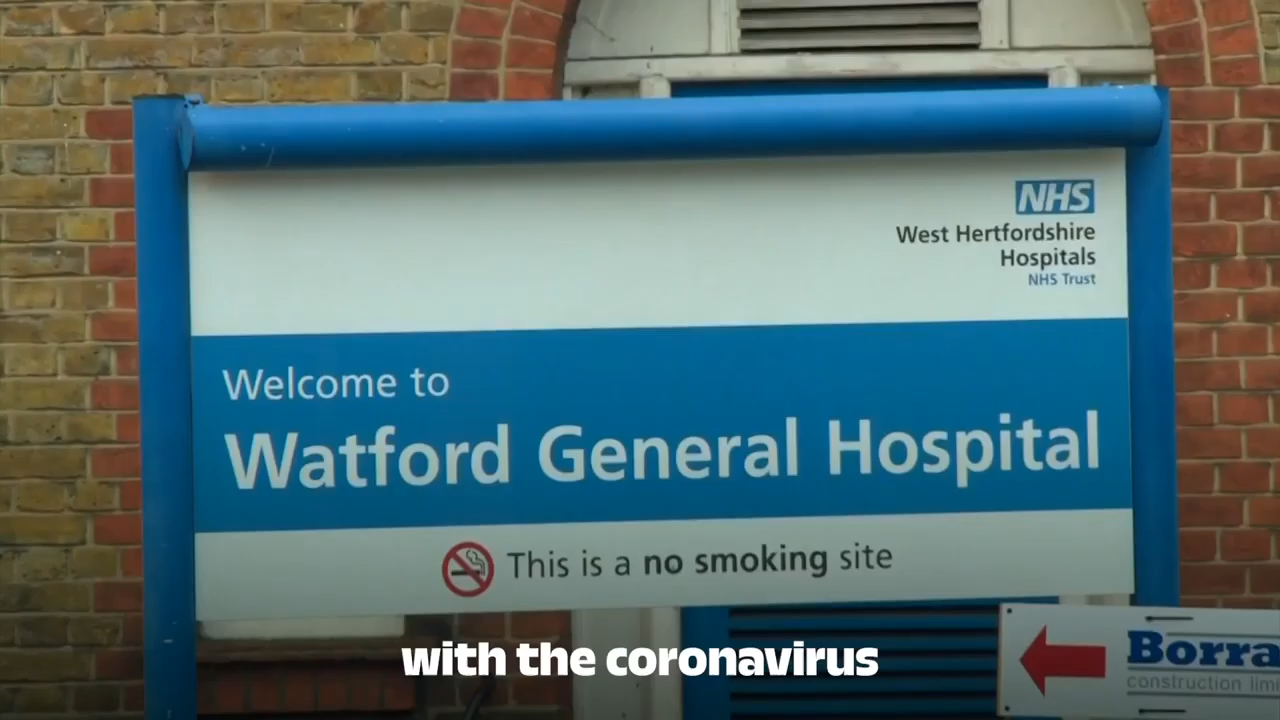 NHS
West Hertfordshire
Hospitals
NHS Trust
Welcome to
Watford General Hospital
This is a no smoking site
with the coronavirus
Borra
construction limi